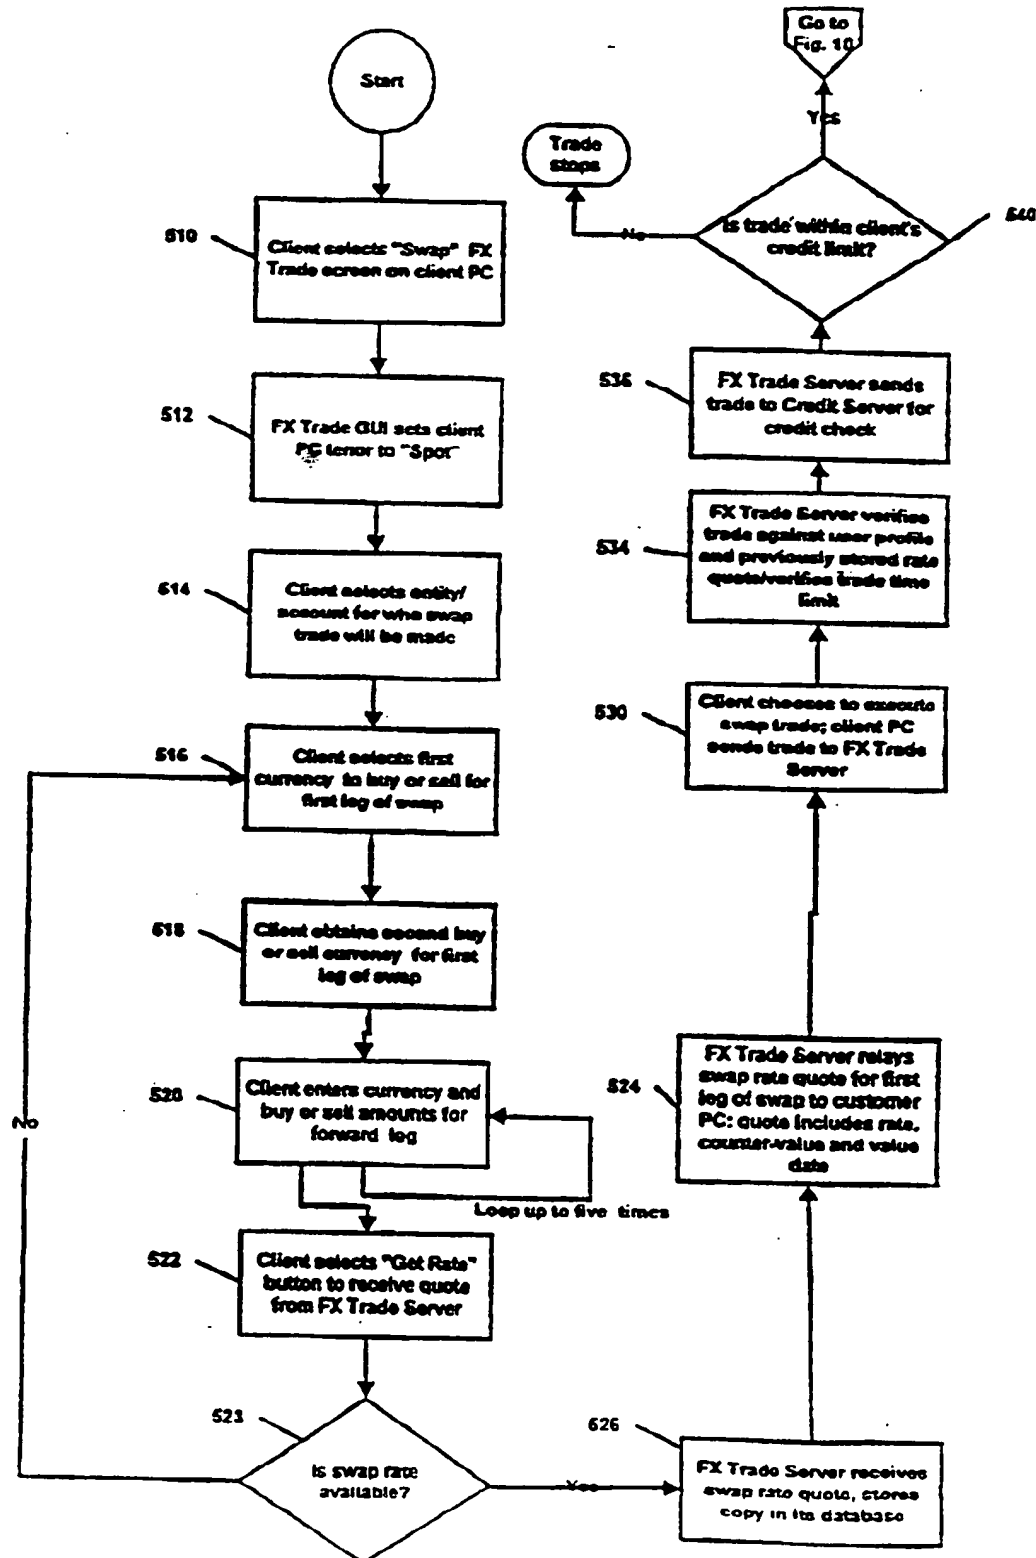 Start
510
Client selects "Swap" FX
Trade screen on client PC
512
FX Trade GUI sets client
PC tenor to "Spot"
514
Client selects entity/
account for who swap
trade will be made
516
Client selects first
currency to buy or sell for
first leg of swap
518
Client obtains second buy
or sell currency for first
leg of swap
520
Client enters currency and
buy or sell amounts for
forward leg
Loop up to five times
522
Client selects "Get Rate"
button to receive quote
from FX Trade Server
523
Is swap rate
available?
No
Yes
526
FX Trade Server receives
swap rate quote, stores
copy in its database
524
FX Trade Server relays
swap rate quote for first
leg of swap to customer
PC: quote includes rate,
counter-value and value
date
530
Client chooses to execute
swap trade; client PC
sends trade to FX Trade
Server
534
FX Trade Server verifies
trade against user profile
and previously stored rate
quote/verifies trade time
limit
536
FX Trade Server sends
trade to Credit Server for
credit check
540
Is trade within client's
credit limit?
No
Trade
stops
Yes
Go to
Fig. 10